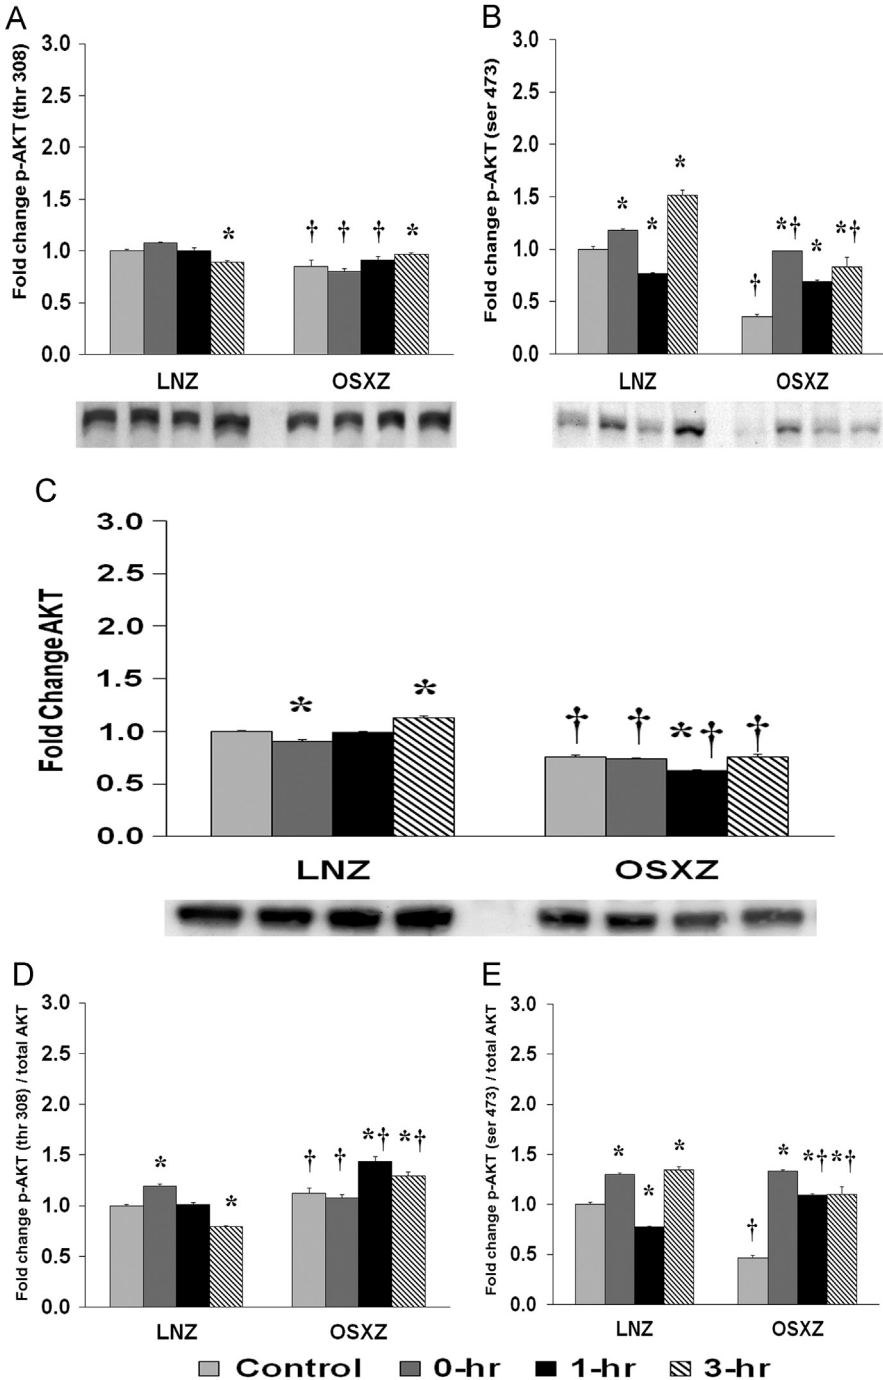 A
Fold change p-AKT (thr 308)
3.0
2.5
2.0
1.5
1.0
0.5
0.0
*
† † † *
LNZ OSXZ
B
Fold change p-AKT (ser 473)
3.0
2.5
2.0
1.5
1.0
0.5
0.0
* * *
† *† * *†
LNZ OSXZ
C
Fold Change AKT
3.0
2.5
2.0
1.5
1.0
0.5
0.0
* *
† † *† †
LNZ OSXZ
D
Fold change p-AKT (thr 308) / total AKT
3.0
2.5
2.0
1.5
1.0
0.5
0.0
* *
† † *† *†
LNZ OSXZ
E
Fold change p-AKT (ser 473) / total AKT
3.0
2.5
2.0
1.5
1.0
0.5
0.0
* * *
† * *† *†
LNZ OSXZ
Control 0-hr 1-hr 3-hr